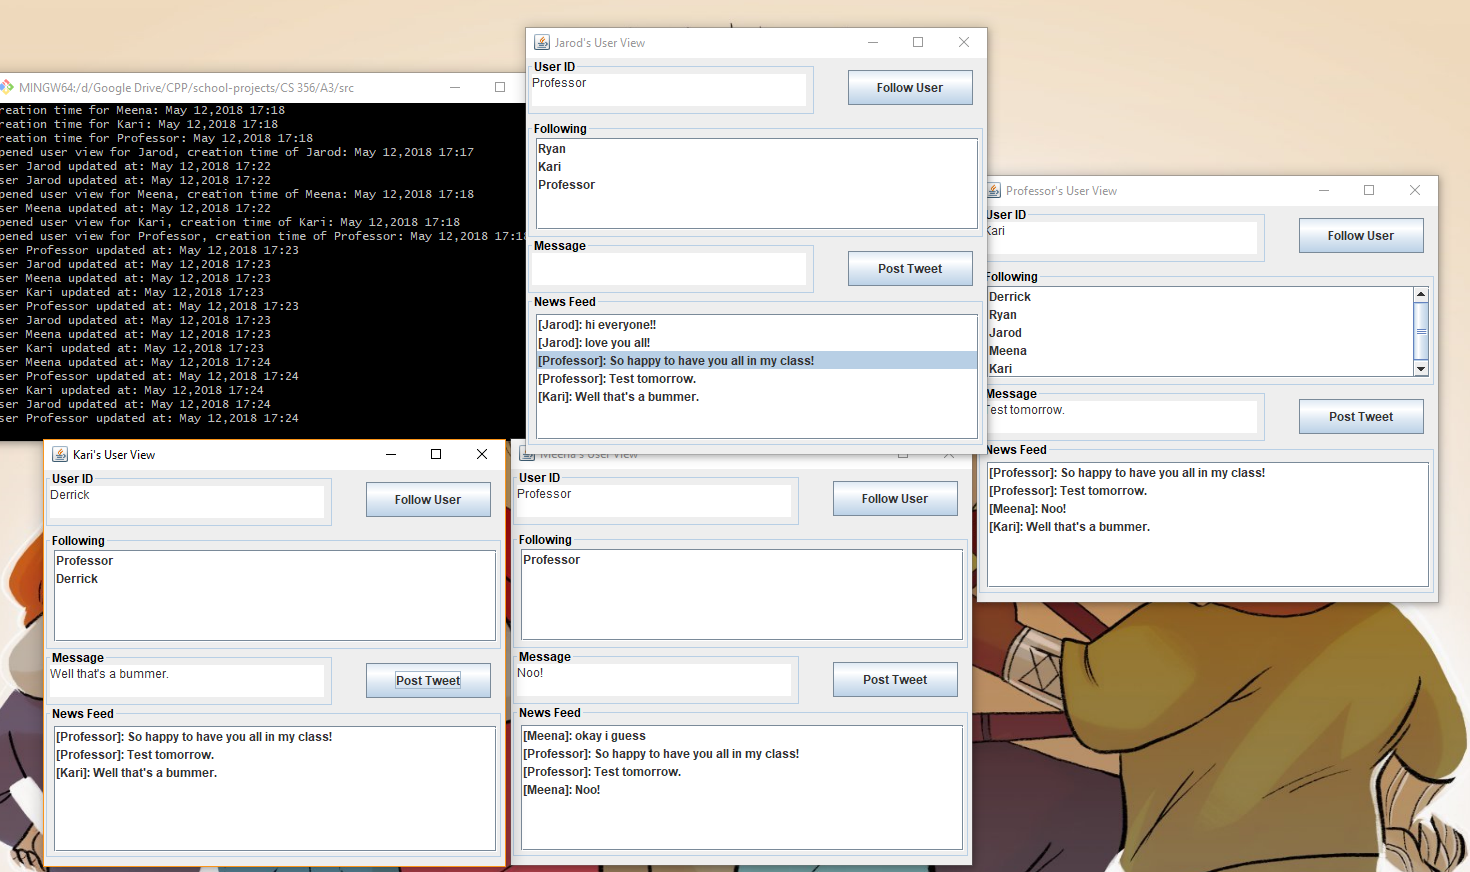 MINGW64:/d/Google Drive/CPP/school-projects/CS 356/A3/src
reation time for Meena: May 12,2018 17:18
reation time for Kari: May 12,2018 17:18
reation time for Professor: May 12,2018 17:18
pened user view for Jarod, creation time of Jarod: May 12,2018 17:17
ser Jarod updated at: May 12,2018 17:22
ser Jarod updated at: May 12,2018 17:22
pened user view for Meena, creation time of Meena: May 12,2018 17:18
ser Meena updated at: May 12,2018 17:22
pened user view for Kari, creation time of Kari: May 12,2018 17:18
pened user view for Professor, creation time of Professor: May 12,2018 17:18
ser Professor updated at: May 12,2018 17:23
ser Jarod updated at: May 12,2018 17:23
ser Meena updated at: May 12,2018 17:23
ser Kari updated at: May 12,2018 17:23
ser Professor updated at: May 12,2018 17:23
ser Jarod updated at: May 12,2018 17:23
ser Meena updated at: May 12,2018 17:23
ser Kari updated at: May 12,2018 17:23
ser Meena updated at: May 12,2018 17:24
ser Professor updated at: May 12,2018 17:24
ser Kari updated at: May 12,2018 17:24
ser Jarod updated at: May 12,2018 17:24
ser Professor updated at: May 12,2018 17:24
Jarod's User View
User ID
Professor
Follow User
Following
Ryan
Kari
Professor
Message
Post Tweet
News Feed
[Jarod]: hi everyone!!
[Jarod]: love you all!
[Professor]: So happy to have you all in my class!
[Professor]: Test tomorrow.
[Kari]: Well that's a bummer.
Professor's User View
User ID
Kari
Follow User
Following
Derrick
Ryan
Jarod
Meena
Kari
Message
Test tomorrow.
Post Tweet
News Feed
[Professor]: So happy to have you all in my class!
[Professor]: Test tomorrow.
[Meena]: Noo!
[Kari]: Well that's a bummer.
Kari's User View
User ID
Derrick
Follow User
Following
Professor
Derrick
Message
Well that's a bummer.
Post Tweet
News Feed
[Professor]: So happy to have you all in my class!
[Professor]: Test tomorrow.
[Kari]: Well that's a bummer.
Meena's User View
User ID
Professor
Follow User
Following
Professor
Message
Noo!
Post Tweet
News Feed
[Meena]: okay i guess
[Professor]: So happy to have you all in my class!
[Professor]: Test tomorrow.
[Meena]: Noo!